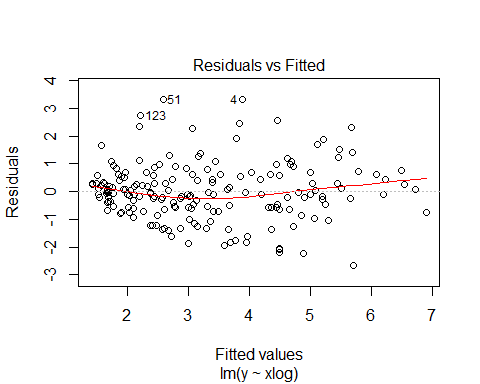 Residuals vs Fitted
Residuals
4
3
2
1
0
-1
-2
-3
51
4
123
2 3 4 5 6 7
Fitted values
lm(y ~ xlog)